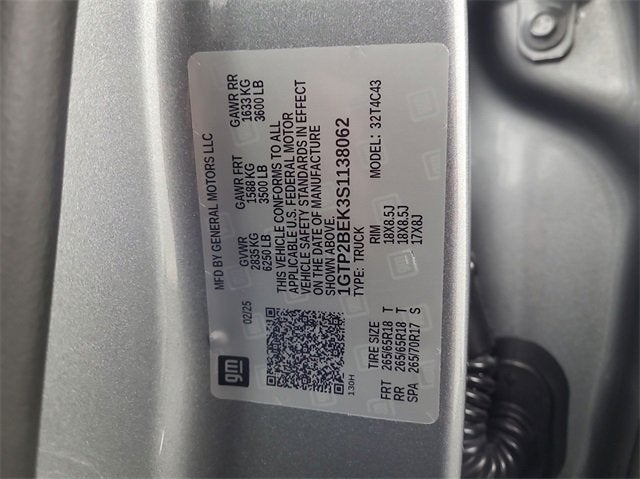 gm
MFD BY GENERAL MOTORS LLC
02/25
GVWR GAWR FRT GAWR RR
2835 KG 1588 KG 1633 KG
6250 LB 3500 LB 3600 LB
THIS VEHICLE CONFORMS TO ALL
APPLICABLE U.S. FEDERAL MOTOR
VEHICLE SAFETY STANDARDS IN EFFECT
ON THE DATE OF MANUFACTURE
SHOWN ABOVE.
1GTP2BEK3S1138062
TYPE: TRUCK MODEL: 32T4C43
130H
TIRE SIZE RIM
FRT 265/65R18 T 18X8.5J
RR 265/65R18 T 18X8.5J
SPA 265/70R17 S 17X8J